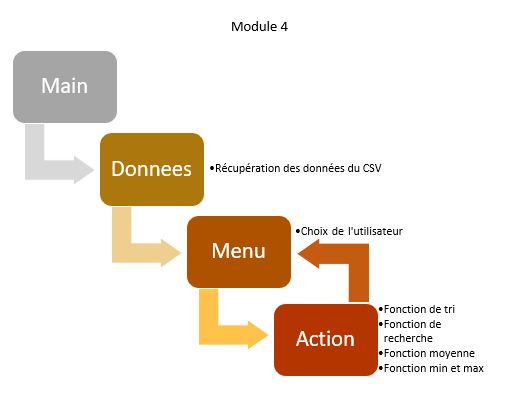 Module 4
Main
Donnees
•Récupération des données du CSV
Menu
•Choix de l'utilisateur
Action
•Fonction de tri
•Fonction de
recherche
•Fonction moyenne
•Fonction min et max